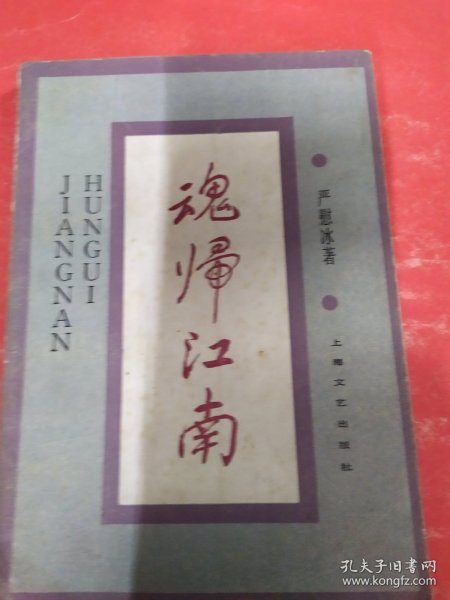 魂归江南
HUNGUI
JIANGNAN
严慰冰著
上海文艺出版社
孔夫子旧书网
www.kongfz.com